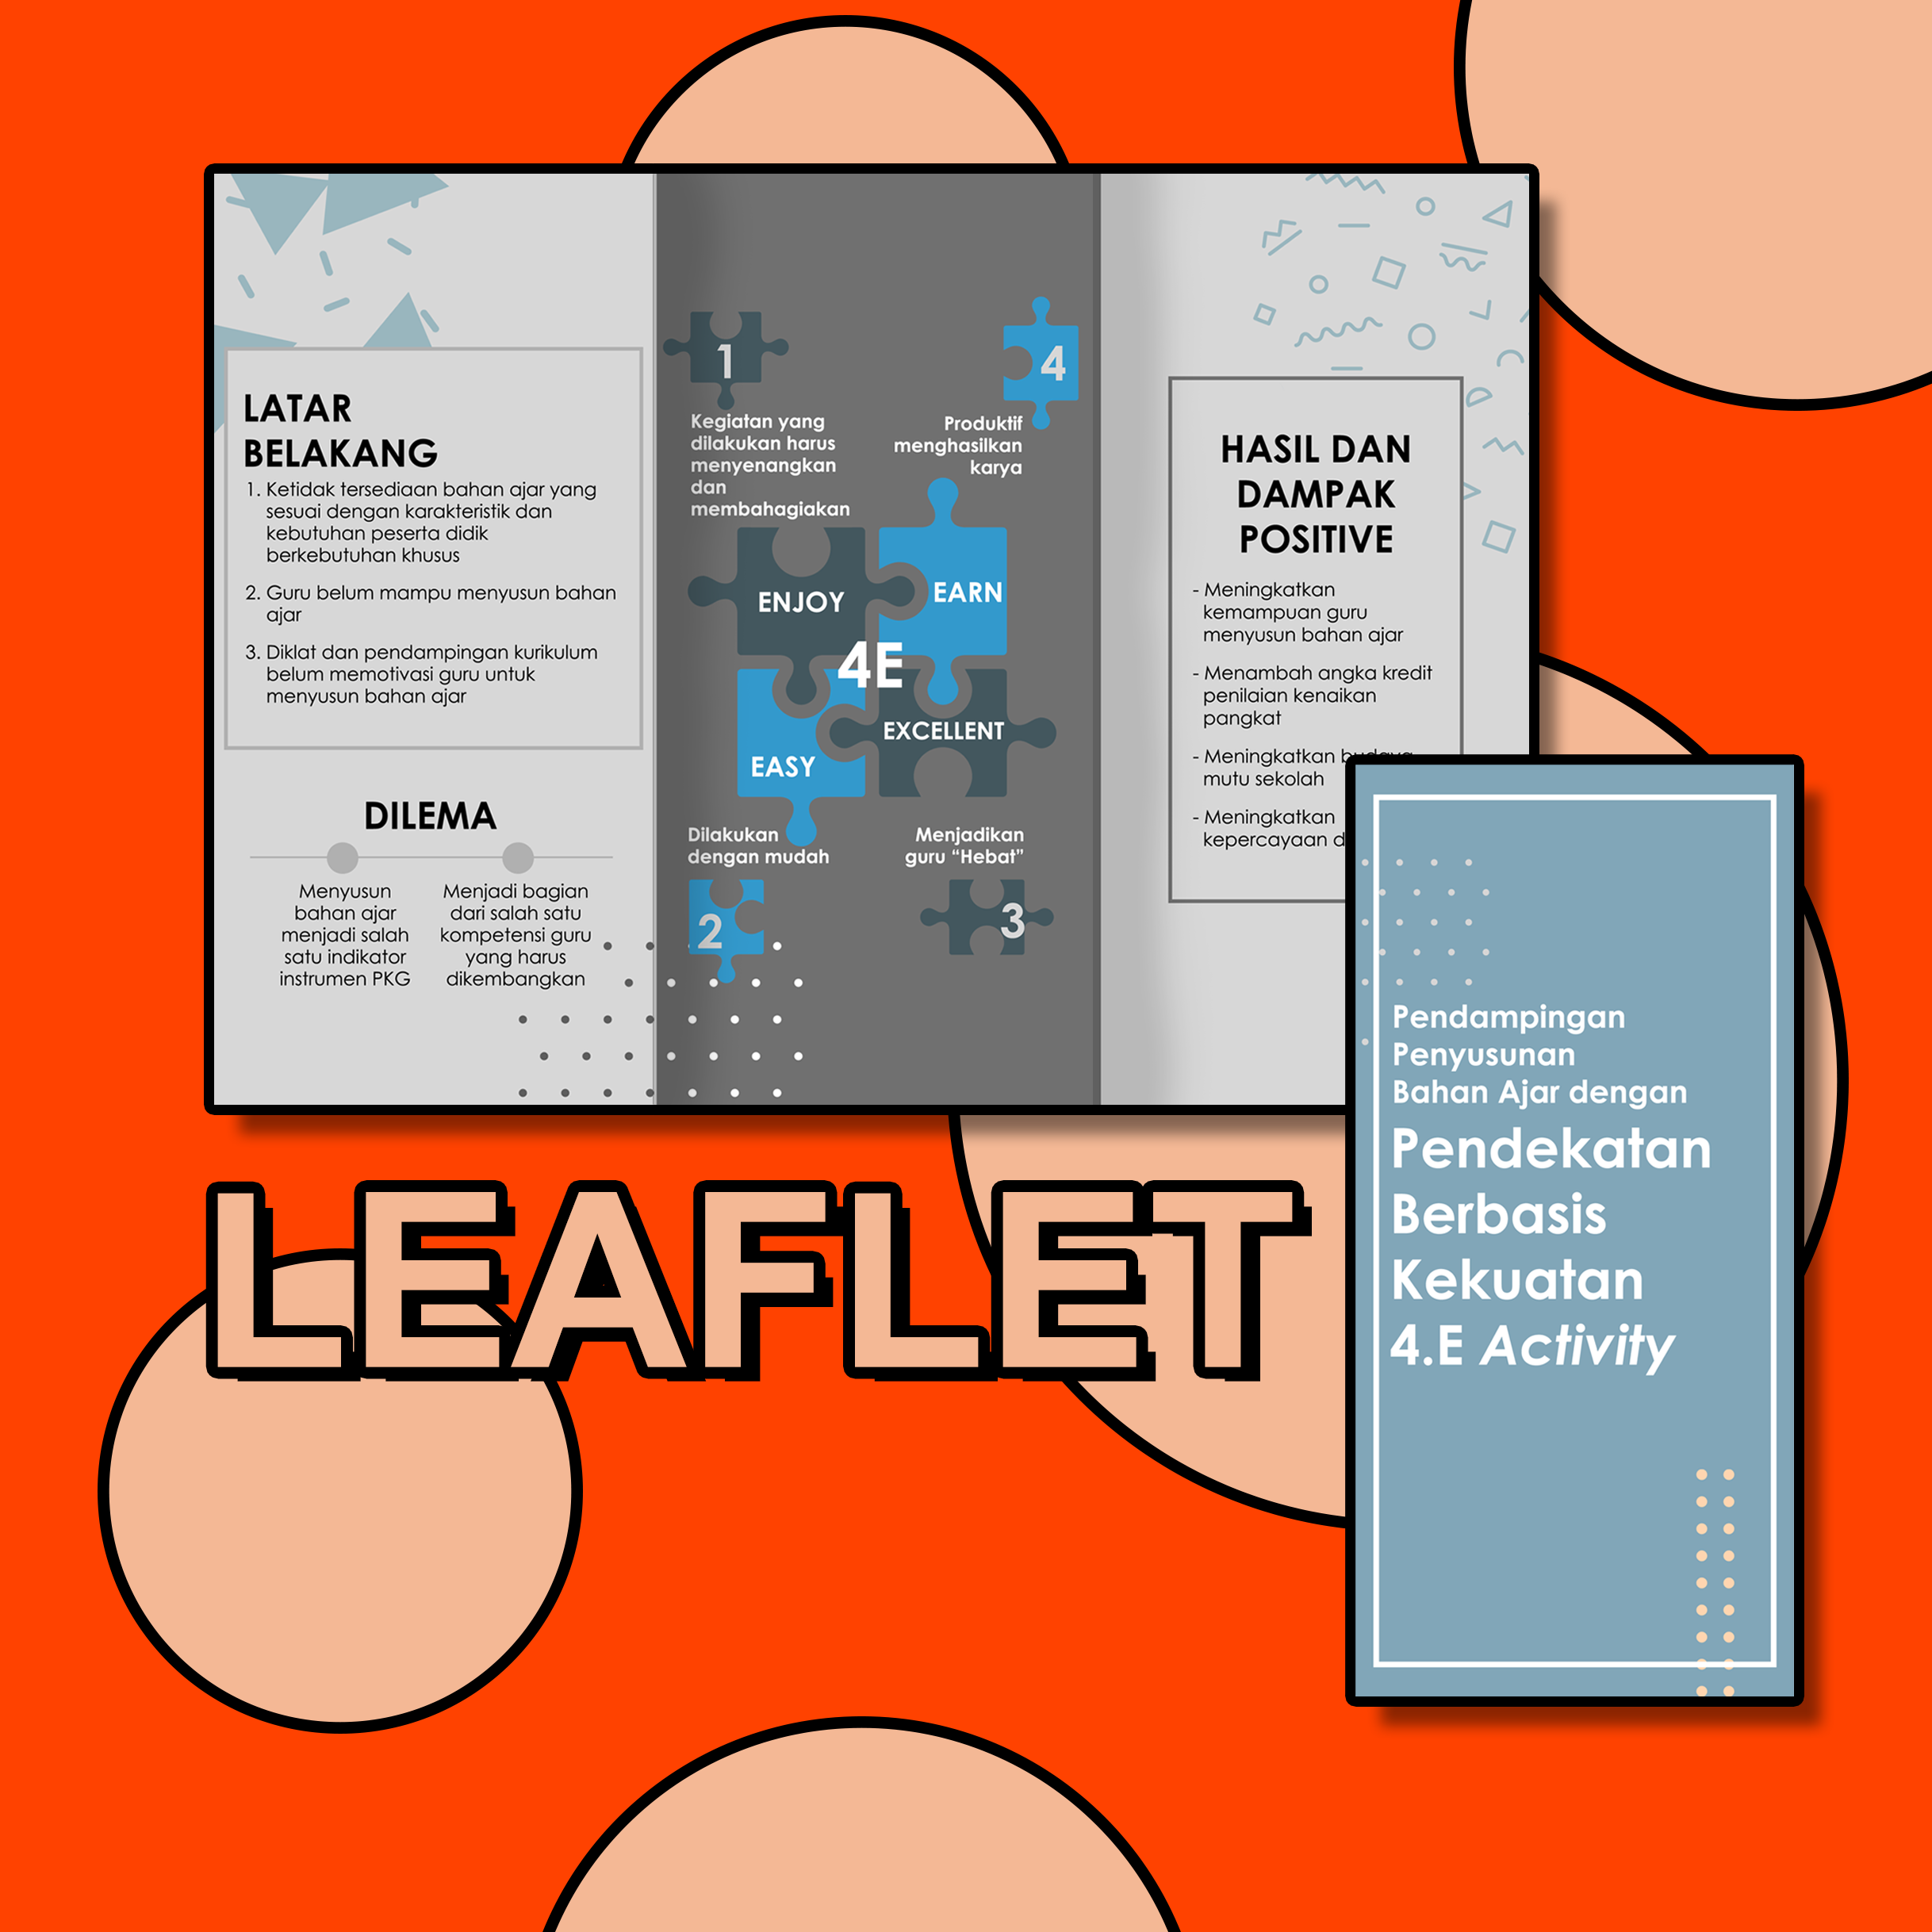 LATAR
BELAKANG
1. Ketidak tersediaan bahan ajar yang
sesuai dengan karakteristik dan
kebutuhan peserta didik
berkebutuhan khusus
2. Guru belum mampu menyusun bahan
ajar
3. Diklat dan pendampingan kurikulum
belum memotivasi guru untuk
menyusun bahan ajar
DILEMA
Menyusun
bahan ajar
menjadi salah
satu indikator
instrumen PKG
Menjadi bagian
dari salah satu
kompetensi guru
yang harus
dikembangkan
1
Kegiatan yang
dilakukan harus
menyenangkan
dan
membahagiakan
4
Produktif
menghasilkan
karya
ENJOY
EARN
4E
EASY
EXCELLENT
Dilakukan
dengan mudah
2
Menjadikan
guru “Hebat”
3
HASIL DAN
DAMPAK
POSITIVE
- Meningkatkan
kemampuan guru
menyusun bahan ajar
- Menambah angka kredit
penilaian kenaikan
pangkat
- Meningkatkan budaya
mutu sekolah
- Meningkatkan
kepercayaan
Pendampingan
Penyusunan
Bahan Ajar dengan
Pendekatan
Berbasis
Kekuatan
4.E Activity
LEAFLET